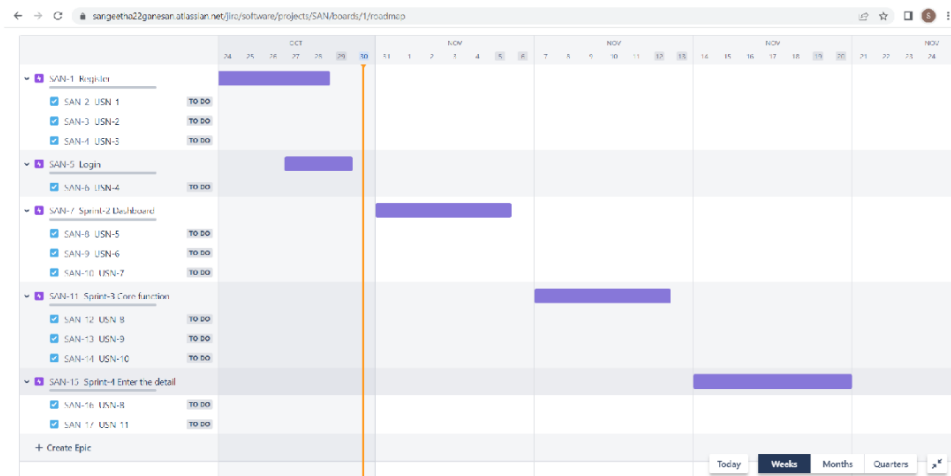 sangeetha22ganesan.atlassian.net/jira/software/projects/SAN/boards/1/roadmap
S
OCT NOV NOV NOV NOV
24 25 26 27 28 29 30 31 1 2 3 4 5 6 7 8 9 10 11 12 13 14 15 16 17 18 19 20 21 22 23 24
SAN-1 Register
SAN-2 USN-1 TO DO
SAN-3 USN-2 TO DO
SAN-4 USN-3 TO DO
SAN-5 Login
SAN-6 USN-4 TO DO
SAN-7 Sprint-2 Dashboard
SAN-8 USN-5 TO DO
SAN-9 USN-6 TO DO
SAN-10 USN-7 TO DO
SAN-11 Sprint-3 Core function
SAN-12 USN-8 TO DO
SAN-13 USN-9 TO DO
SAN-14 USN-10 TO DO
SAN-15 Sprint-4 Enter the detail
SAN-16 USN-8 TO DO
SAN-17 USN-11 TO DO
+ Create Epic
Today Weeks Months Quarters